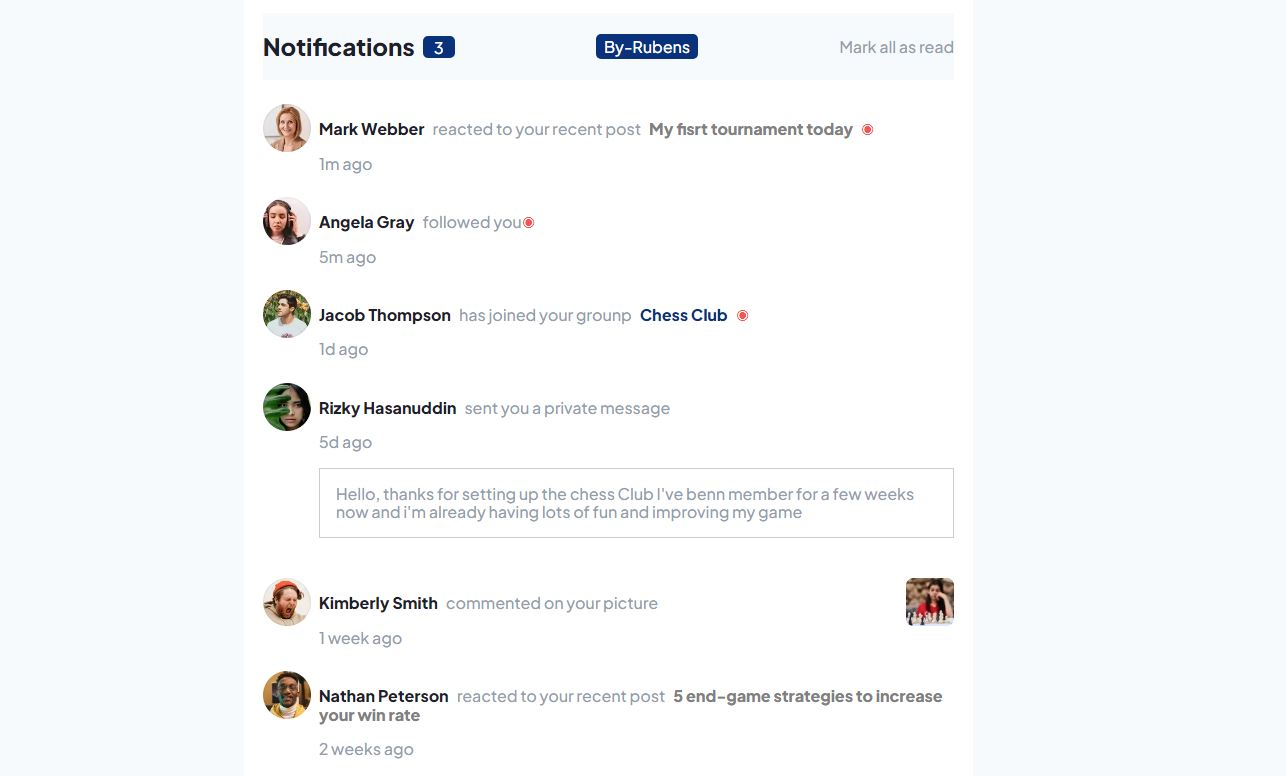 Notifications 3 By-Rubens Mark all as read
Mark Webber reacted to your recent post My fisrt tournament today
1m ago
Angela Gray followed you
5m ago
Jacob Thompson has joined your grounp Chess Club
1d ago
Rizky Hasanuddin sent you a private message
5d ago
Hello, thanks for setting up the chess Club I've benn member for a few weeks
now and i'm already having lots of fun and improving my game
Kimberly Smith commented on your picture
1 week ago
Nathan Peterson reacted to your recent post 5 end-game strategies to increase
your win rate
2 weeks ago